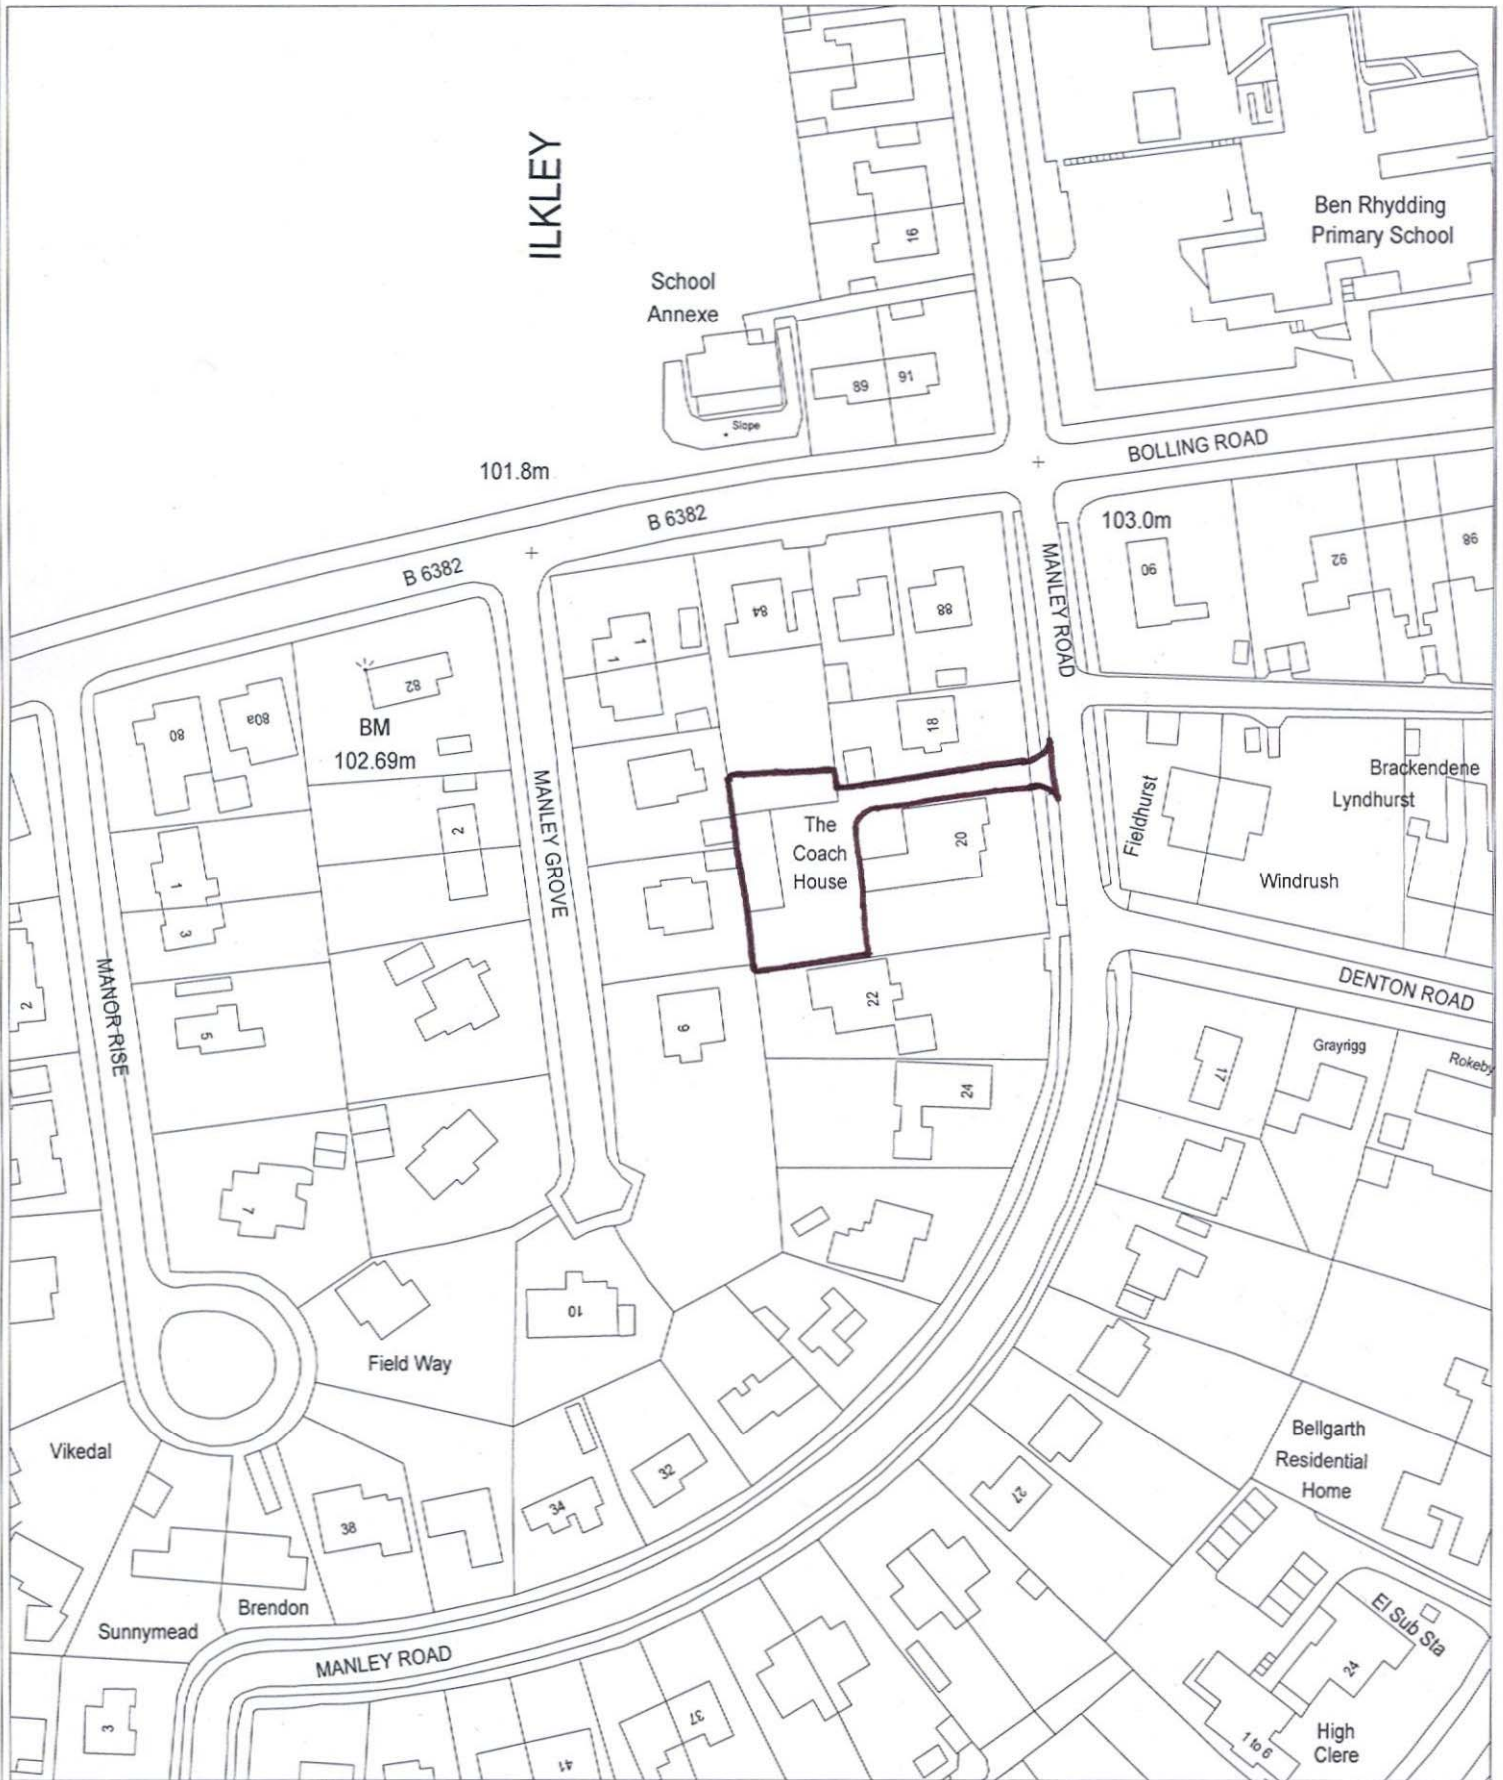 ILKLEY
Ben Rhydding
Primary School
16
School
Annexe
89
91
Slope
BOLLING ROAD
101.8m
B 6382
103.0m
B 6382
MANLEY ROAD
90
92
98
84
88
1
1
82
80
80a
BM
102.69m
18
MANLEY GROVE
Brackendene
Lyndhurst
Fieldhurst
The
Coach
House
20
2
Windrush
1
3
MANOR RISE
2
5
DENTON ROAD
22
6
Grayrigg
Rokeby
17
24
7
10
Field Way
Vikedal
Bellgarth
Residential
Home
32
34
27
38
Brendon
Sunnymead
El Sub Sta
MANLEY ROAD
24
3
37
41
1 to 6
High
Clere